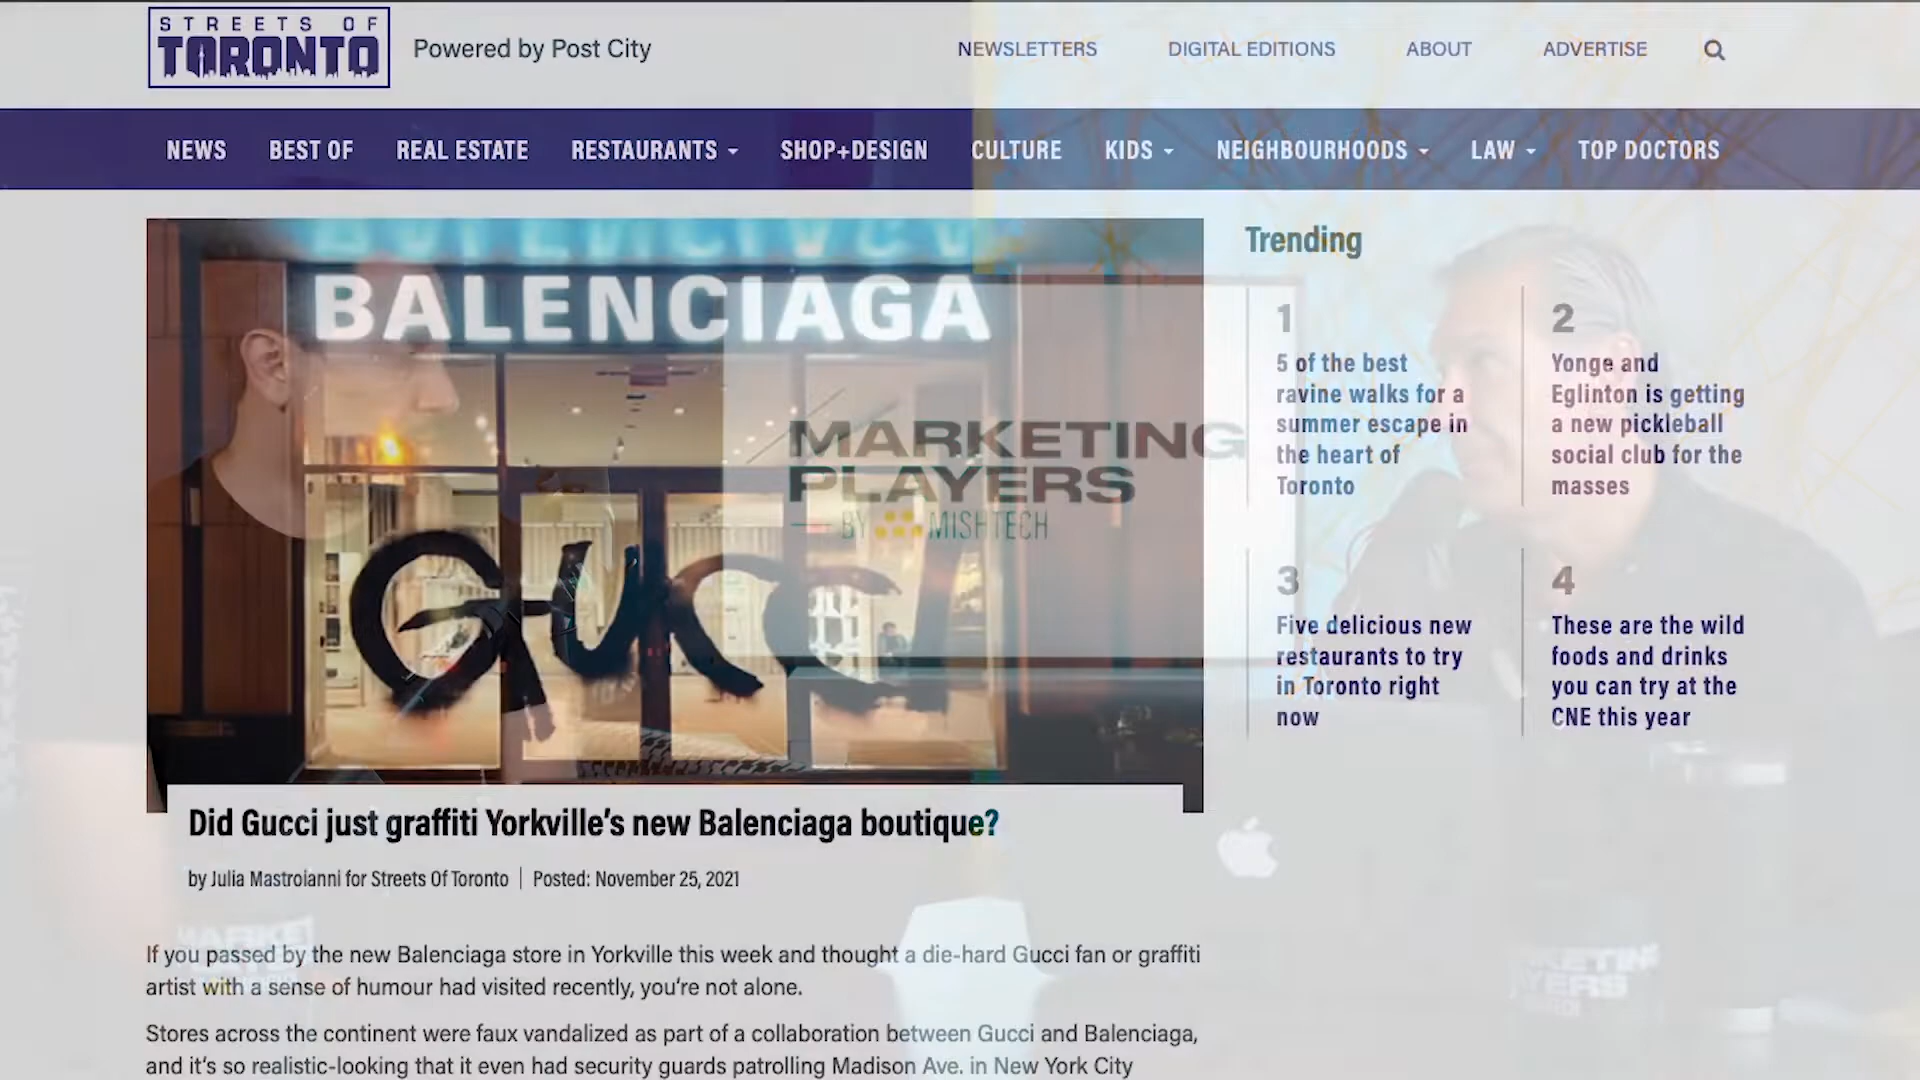 STREETS OF
TORONTO
Powered by Post City
NEWSLETTERS
DIGITAL EDITIONS
ABOUT
ADVERTISE
NEWS
BEST OF
REAL ESTATE
RESTAURANTS
SHOP+DESIGN
CULTURE
KIDS
NEIGHBOURHOODS
LAW
TOP DOCTORS
BALENCIAGA
GUCCI
MARKETING
PLAYERS
BY MISHTECH
Did Gucci just graffiti Yorkville's new Balenciaga boutique?
by Julia Mastroianni for Streets Of Toronto | Posted: November 25, 2021
If you passed by the new Balenciaga store in Yorkville this week and thought a die-hard Gucci fan or graffiti
artist with a sense of humour had visited recently, you're not alone.
Stores across the continent were faux vandalized as part of a collaboration between Gucci and Balenciaga,
and it's so realistic-looking that it even had security guards patrolling Madison Ave. in New York City
Trending
1
5 of the best
ravine walks for a
summer escape in
the heart of
Toronto
2
Yonge and
Eglinton is getting
a new pickleball
social club for the
masses
3
Five delicious new
restaurants to try
in Toronto right
now
4
These are the wild
foods and drinks
you can try at the
CNE this year